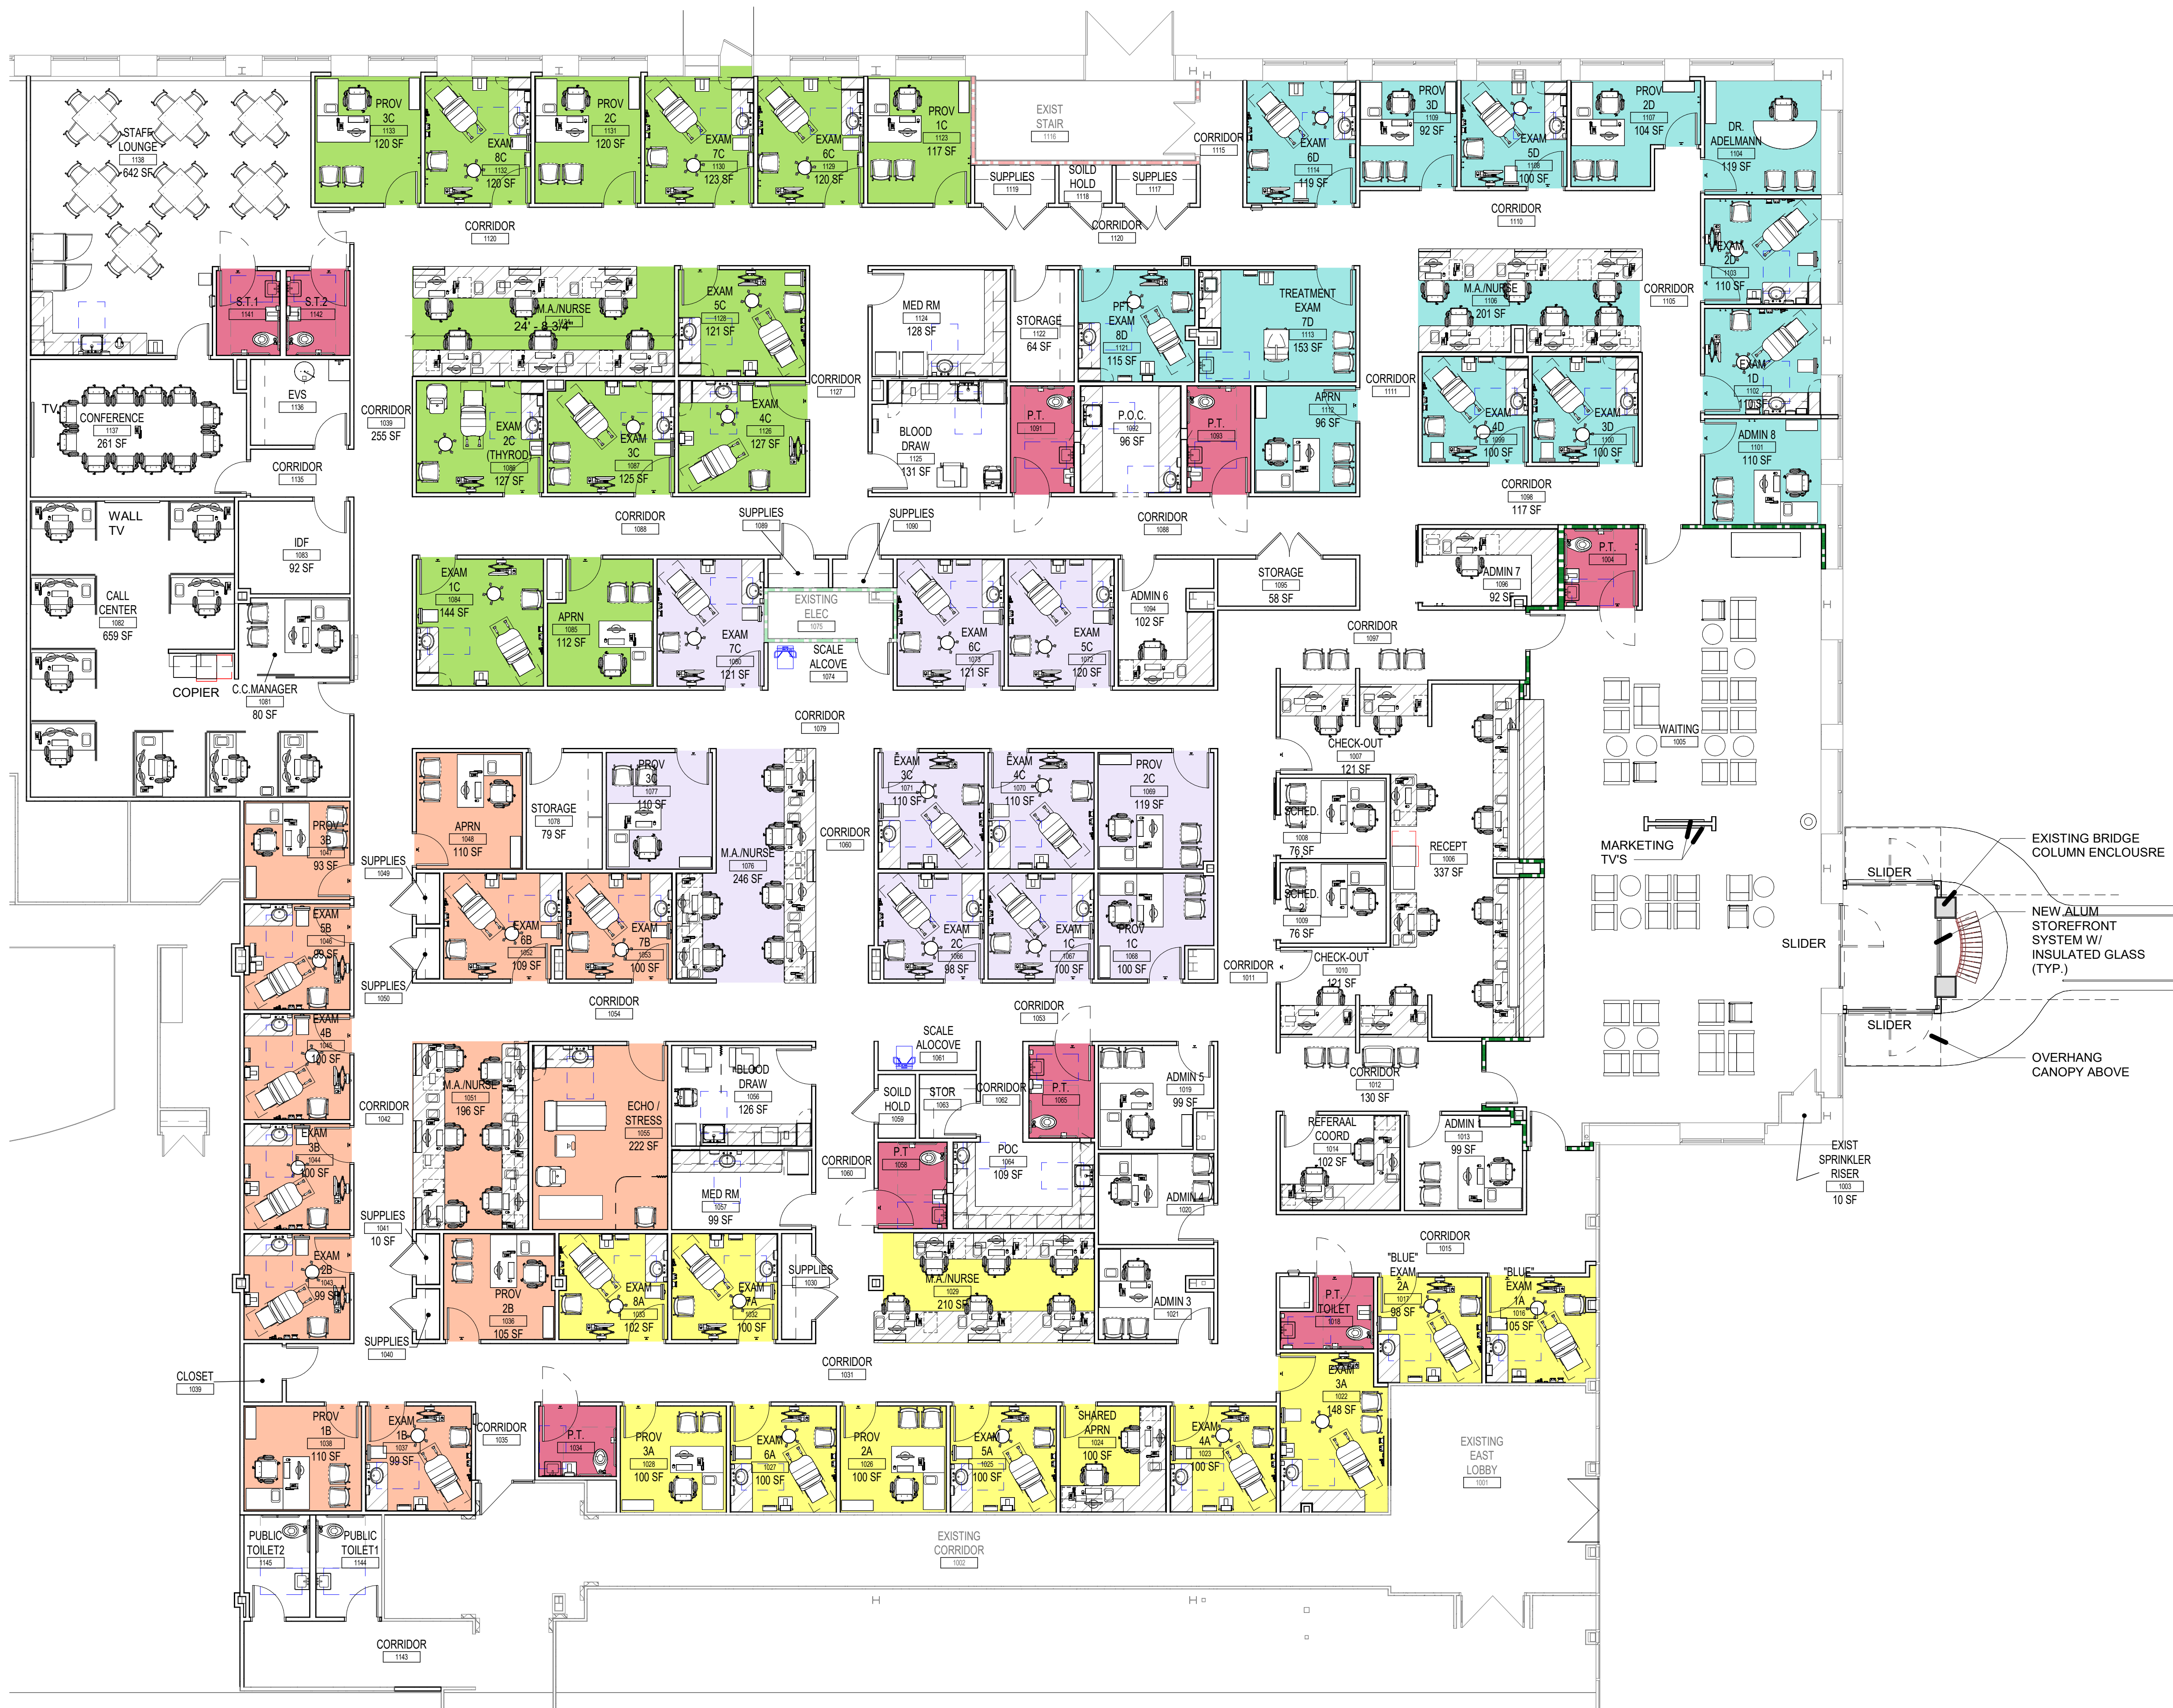 PROV
3C
1133
120 SF
EXAM
8C
1132
120 SF
PROV
2C
1131
120 SF
EXAM
7C
1130
123 SF
EXAM
6C
1129
120 SF
PROV
1C
1123
117 SF
EXIST
STAIR
1116
CORRIDOR
1115
EXAM
6D
1114
119 SF
PROV
3D
1109
92 SF
EXAM
5D
1108
100 SF
PROV
2D
1107
104 SF
DR.
ADELMANN
1104
119 SF
STAFF
LOUNGE
1138
642 SF
SUPPLIES
1119
SOILD
HOLD
1118
SUPPLIES
1117
CORRIDOR
1120
CORRIDOR
1120
CORRIDOR
1110
EXAM
2D
1103
110 SF
S.T.1
1141
S.T.2
1142
M.A./NURSE
24' - 8 3/4"
EXAM
5C
1128
121 SF
MED RM
1124
128 SF
STORAGE
1122
64 SF
PF
EXAM
8D
1121
115 SF
TREATMENT
EXAM
7D
1113
153 SF
M.A./NURSE
1106
201 SF
CORRIDOR
1105
EXAM
1D
1102
110 SF
TV
CONFERENCE
1137
261 SF
EVS
1136
CORRIDOR
1039
255 SF
EXAM
2C
(THYROD)
1086
127 SF
EXAM
3C
1087
125 SF
EXAM
4C
1126
127 SF
CORRIDOR
1127
BLOOD
DRAW
1125
131 SF
P.T.
1091
P.O.C.
1092
96 SF
P.T.
1093
APRN
1112
96 SF
CORRIDOR
1111
EXAM
4D
1099
100 SF
EXAM
3D
1100
100 SF
ADMIN 8
1101
110 SF
CORRIDOR
1135
CORRIDOR
1098
117 SF
WALL
TV
IDF
1083
92 SF
CORRIDOR
1088
SUPPLIES
1089
SUPPLIES
1090
CORRIDOR
1088
CALL
CENTER
1082
659 SF
EXAM
1C
1084
144 SF
APRN
1085
112 SF
EXAM
7C
1080
121 SF
EXISTING
ELEC
1075
SCALE
ALCOVE
1074
EXAM
6C
1073
121 SF
EXAM
5C
1072
120 SF
ADMIN 6
1094
102 SF
STORAGE
1095
58 SF
ADMIN 7
1096
92 SF
P.T.
1004
CORRIDOR
1097
COPIER
C.C.MANAGER
1081
80 SF
CORRIDOR
1079
CHECK-OUT
1007
121 SF
WAITING
1005
PROV
3B
1047
93 SF
APRN
1048
110 SF
STORAGE
1078
79 SF
PROV
3C
1077
110 SF
M.A./NURSE
1076
246 SF
CORRIDOR
1060
EXAM
3C
1071
110 SF
EXAM
4C
1070
110 SF
PROV
2C
1069
119 SF
SCHED.
1008
76 SF
RECEPT
1006
337 SF
MARKETING
TV'S
EXISTING BRIDGE
COLUMN ENCLOUSRE
SUPPLIES
1049
SLIDER
SCHED.
2
1009
76 SF
EXAM
5B
1046
99 SF
EXAM
6B
1052
109 SF
EXAM
7B
1053
100 SF
EXAM
2C
1066
98 SF
EXAM
1C
1067
100 SF
PROV
1C
1068
100 SF
SLIDER
NEW ALUM
STOREFRONT
SYSTEM W/
INSULATED GLASS
(TYP.)
SUPPLIES
1050
CORRIDOR
1054
CORRIDOR
1053
CORRIDOR
1011
CHECK-OUT
1010
121 SF
EXAM
4B
1045
100 SF
SCALE
ALOCOVE
1061
SLIDER
OVERHANG
CANOPY ABOVE
CORRIDOR
1042
M.A./NURSE
1051
196 SF
ECHO /
STRESS
1055
222 SF
BLOOD
DRAW
1056
126 SF
SOILD
HOLD
1059
STOR
1063
CORRIDOR
1062
P.T.
1065
ADMIN 5
1019
99 SF
CORRIDOR
1012
130 SF
EXAM
3B
1044
100 SF
REFERAAL
COORD
1014
102 SF
ADMIN 1
1013
99 SF
EXIST
SPRINKLER
RISER
1003
10 SF
MED RM
1057
99 SF
CORRIDOR
1060
P.T
1058
POC
1064
109 SF
ADMIN 4
1020
SUPPLIES
1041
10 SF
CORRIDOR
1015
EXAM
2B
1043
99 SF
PROV
2B
1036
105 SF
EXAM
8A
1033
102 SF
EXAM
7A
1032
100 SF
SUPPLIES
1030
M.A./NURSE
1029
210 SF
ADMIN 3
1021
P.T.
TOILET
1018
"BLUE"
EXAM
2A
1017
98 SF
"BLUE"
EXAM
1A
1016
105 SF
SUPPLIES
1040
CORRIDOR
1031
CLOSET
1039
EXAM
3A
1022
148 SF
PROV
1B
1038
110 SF
EXAM
1B
1037
99 SF
CORRIDOR
1035
P.T.
1034
PROV
3A
1028
100 SF
EXAM
6A
1027
100 SF
PROV
2A
1026
100 SF
EXAM
5A
1025
100 SF
SHARED
APRN
1024
100 SF
EXAM
4A
1023
100 SF
EXISTING
EAST
LOBBY
1001
PUBLIC
TOILET2
1145
PUBLIC
TOILET1
1144
EXISTING
CORRIDOR
1002
CORRIDOR
1143